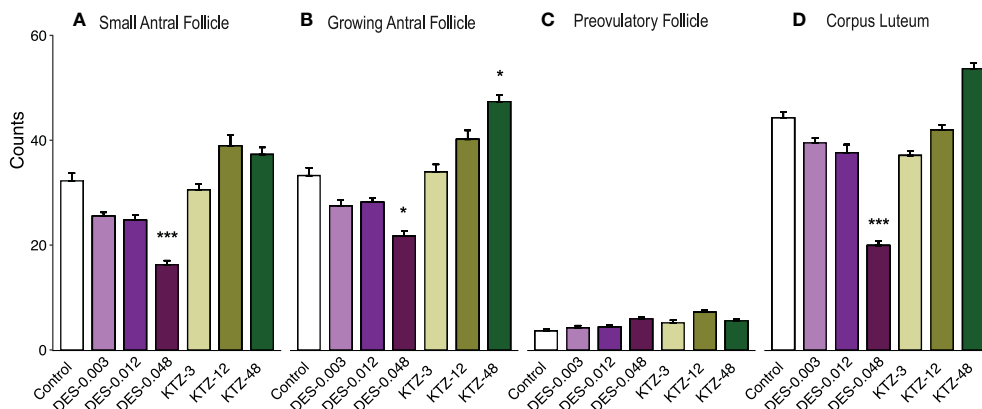 A Small Antral Follicle
B Growing Antral Follicle
C Preovulatory Follicle
D Corpus Luteum
Counts
60
40
20
0
***
*
*
***
Control
DES-0.003
DES-0.012
DES-0.048
KTZ-3
KTZ-12
KTZ-48
Control
DES-0.003
DES-0.012
DES-0.048
KTZ-3
KTZ-12
KTZ-48
Control
DES-0.003
DES-0.012
DES-0.048
KTZ-3
KTZ-12
KTZ-48
Control
DES-0.003
DES-0.012
DES-0.048
KTZ-3
KTZ-12
KTZ-48